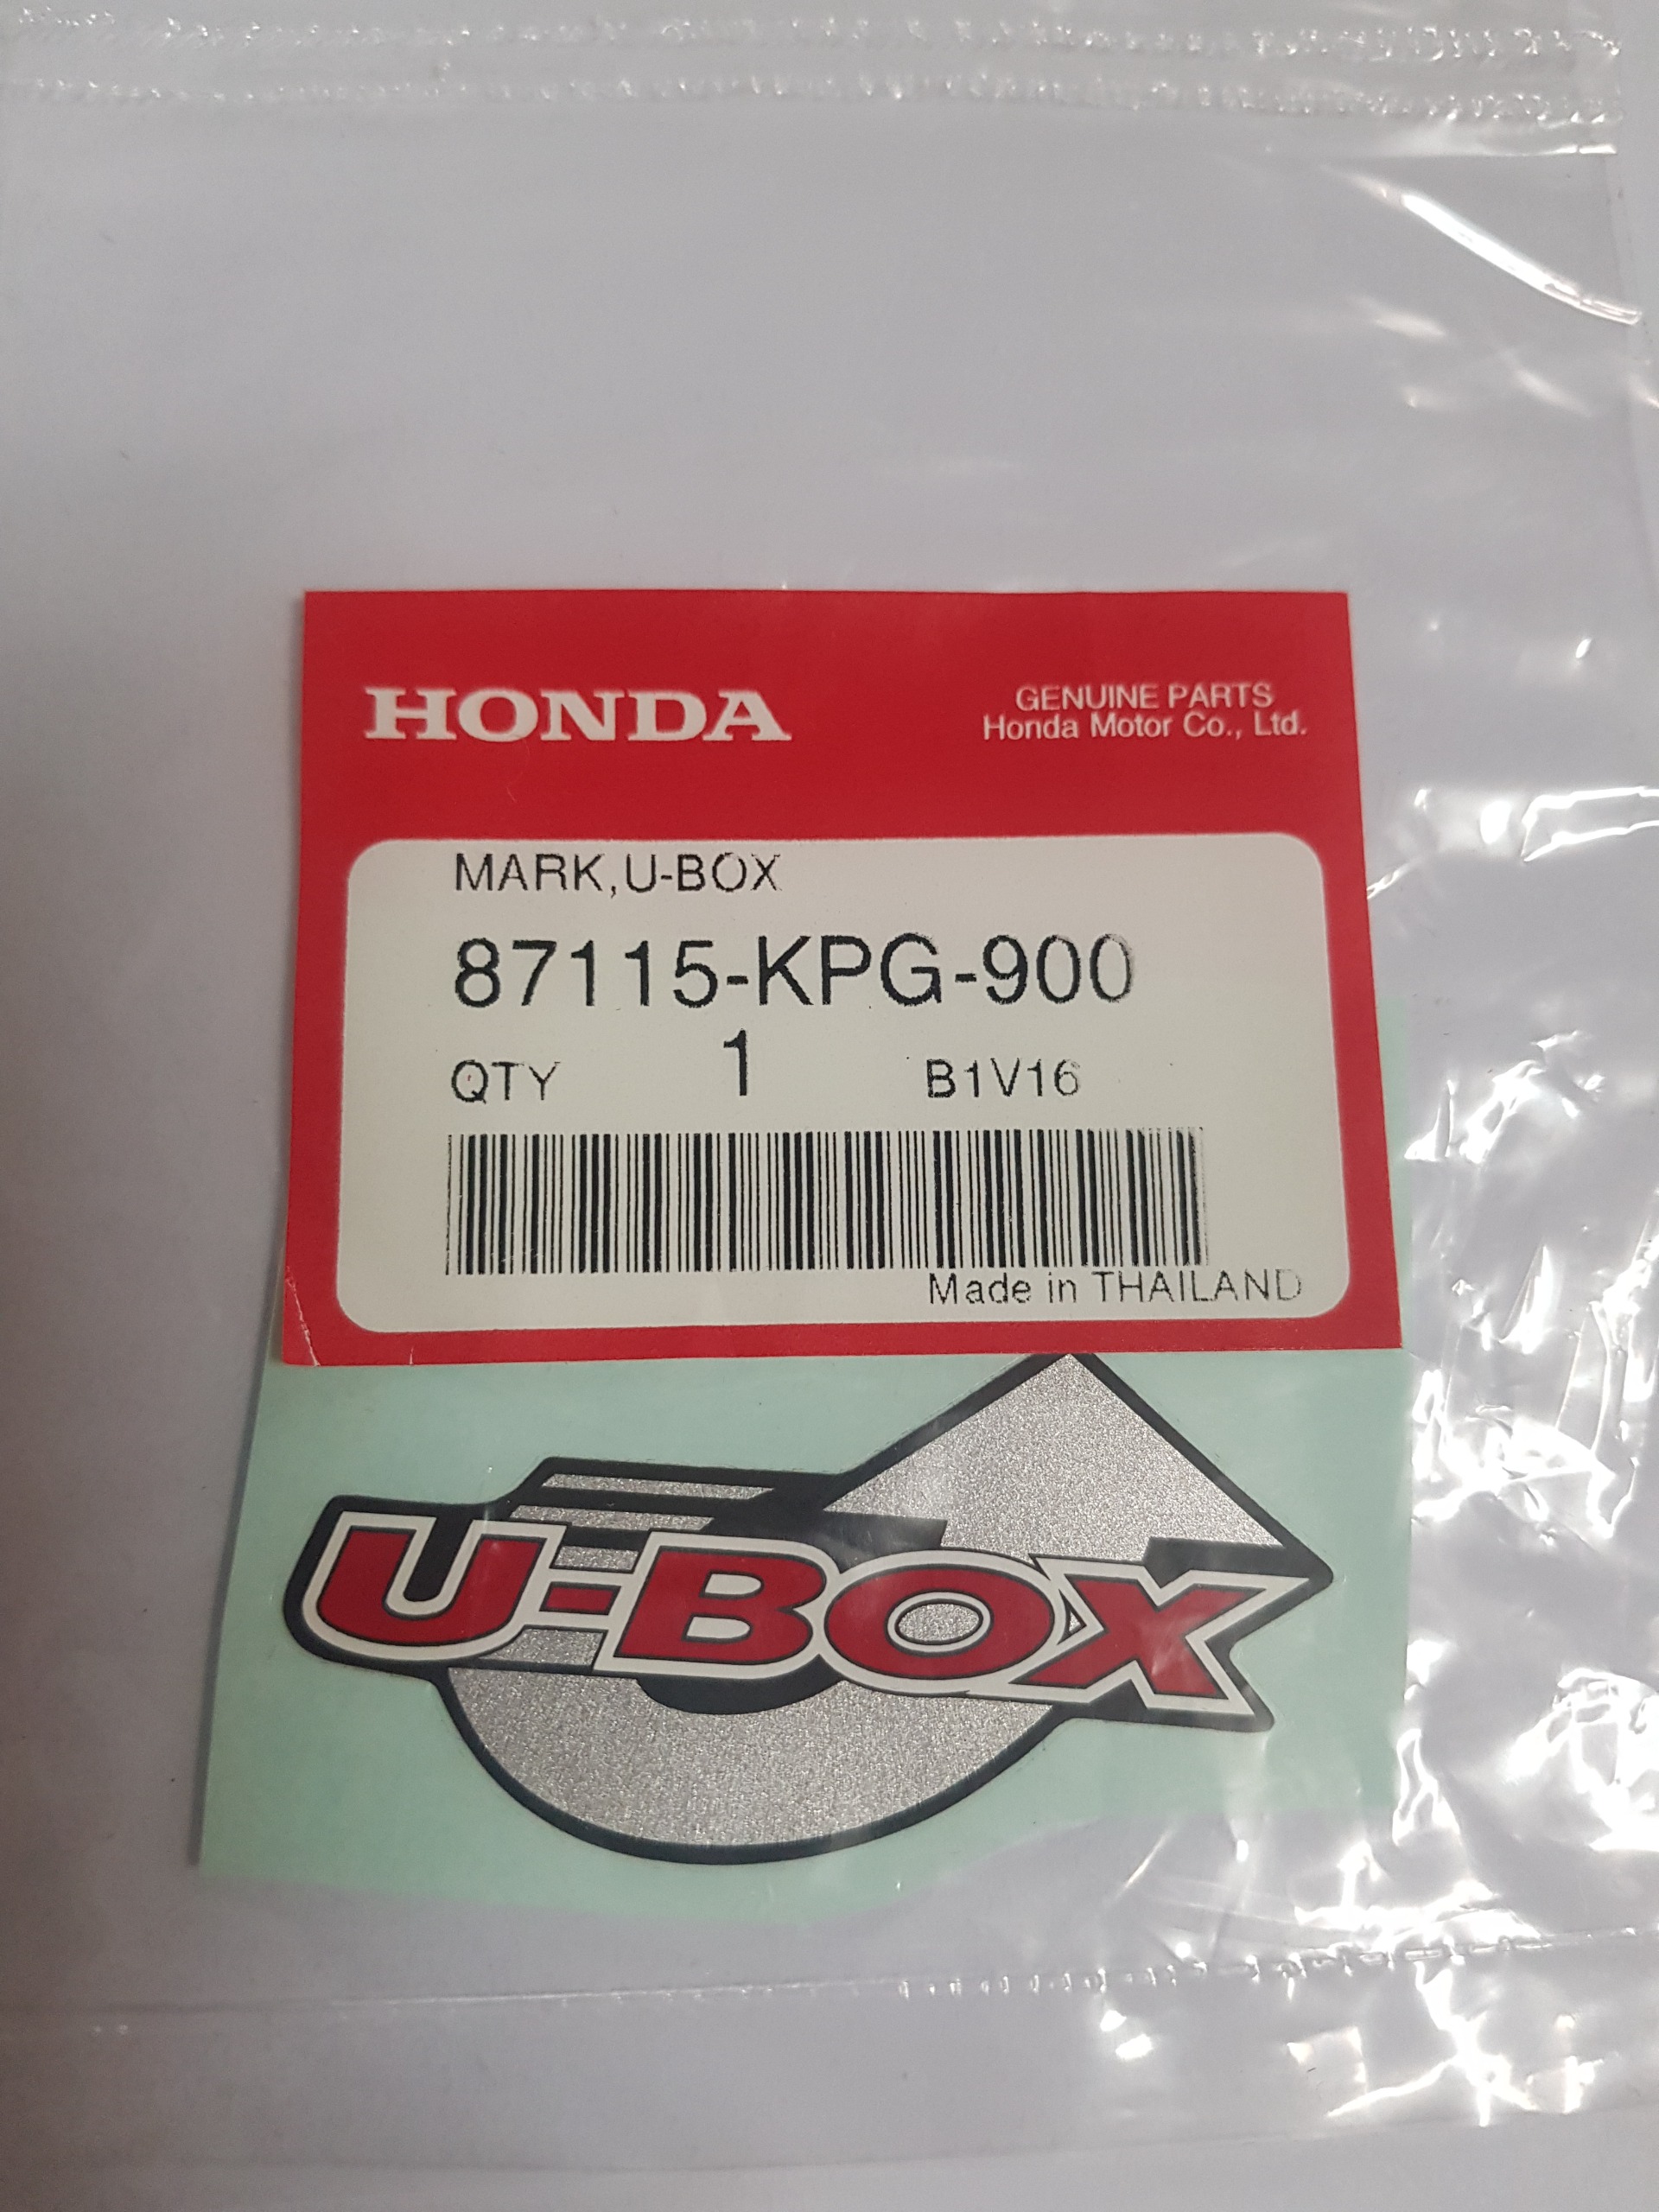 HONDA
GENUINE PARTS
Honda Motor Co., Ltd.
MARK,U-BOX
87115-KPG-900
QTY 1 B1V16
Made in THAILAND
U-BOX